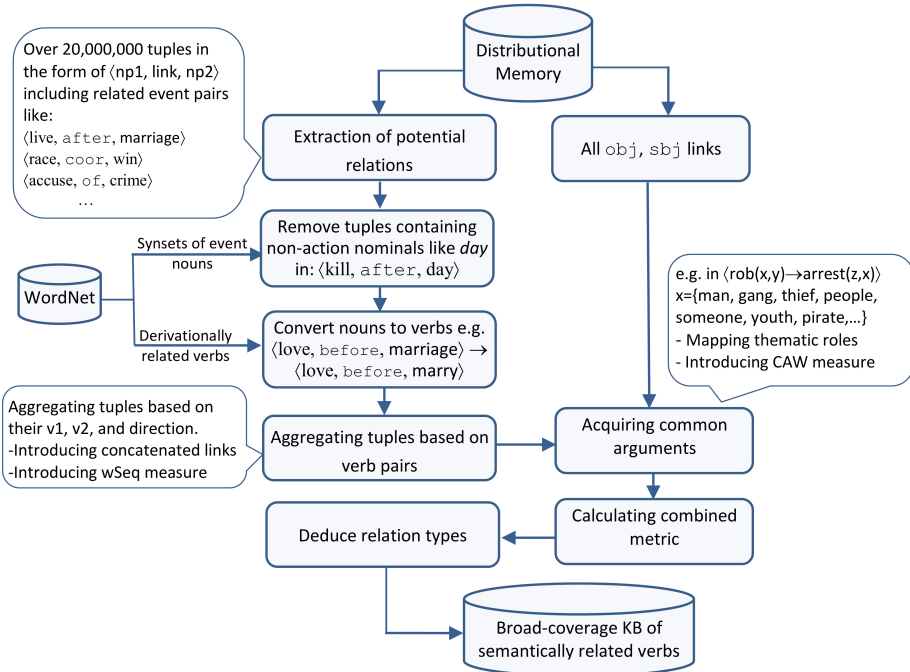 Distributional
Memory
Over 20,000,000 tuples in
the form of ⟨np1, link, np2⟩
including related event pairs
like:
⟨live, after, marriage⟩
⟨race, coor, win⟩
⟨accuse, of, crime⟩
…
Extraction of potential
relations
All obj, sbj links
Remove tuples containing
non-action nominals like day
in: ⟨kill, after, day⟩
Synsets of event
nouns
WordNet
Derivationally
related verbs
Convert nouns to verbs e.g.
⟨love, before, marriage⟩ →
⟨love, before, marry⟩
e.g. in ⟨rob(x,y)→arrest(z,x)⟩
x={man, gang, thief, people,
someone, youth, pirate,…}
- Mapping thematic roles
- Introducing CAW measure
Aggregating tuples based on
their v1, v2, and direction.
-Introducing concatenated links
-Introducing wSeq measure
Aggregating tuples based on
verb pairs
Acquiring common
arguments
Calculating combined
metric
Deduce relation types
Broad-coverage KB of
semantically related verbs